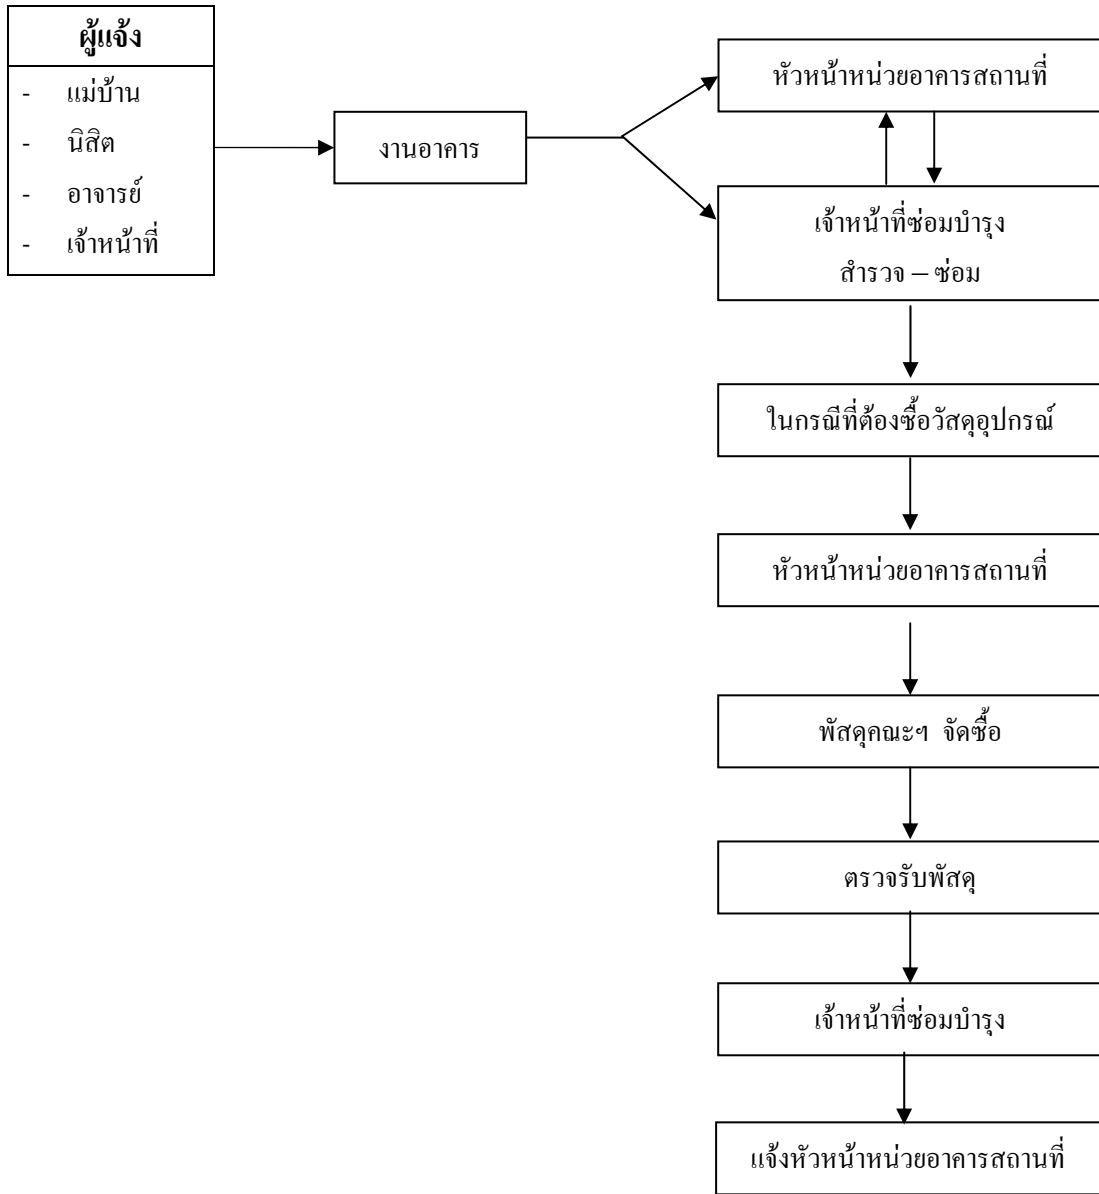 ผู้แจ้ง
- แม่บ้าน
- นิสิต
- อาจารย์
- เจ้าหน้าที่
งานอาคาร
หัวหน้าหน่วยอาคารสถานที่
เจ้าหน้าที่ซ่อมบำรุง
สำรวจ – ซ่อม
ในกรณีที่ต้องซื้อวัสดุอุปกรณ์
หัวหน้าหน่วยอาคารสถานที่
พัสดุคณะฯ จัดซื้อ
ตรวจรับพัสดุ
เจ้าหน้าที่ซ่อมบำรุง
แจ้งหัวหน้าหน่วยอาคารสถานที่